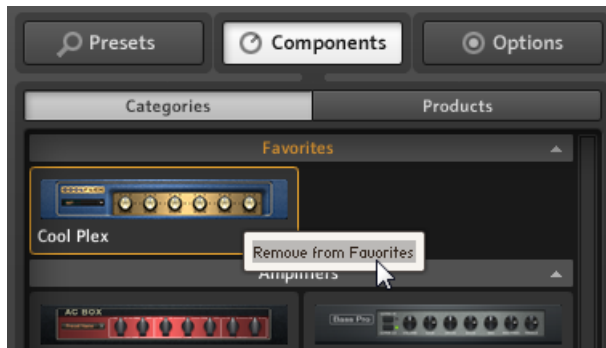 Presets
Components
Options
Categories
Products
Favorites
Cool Plex
Remove from Favorites
Amplifiers
AC BOX
Bass Pro